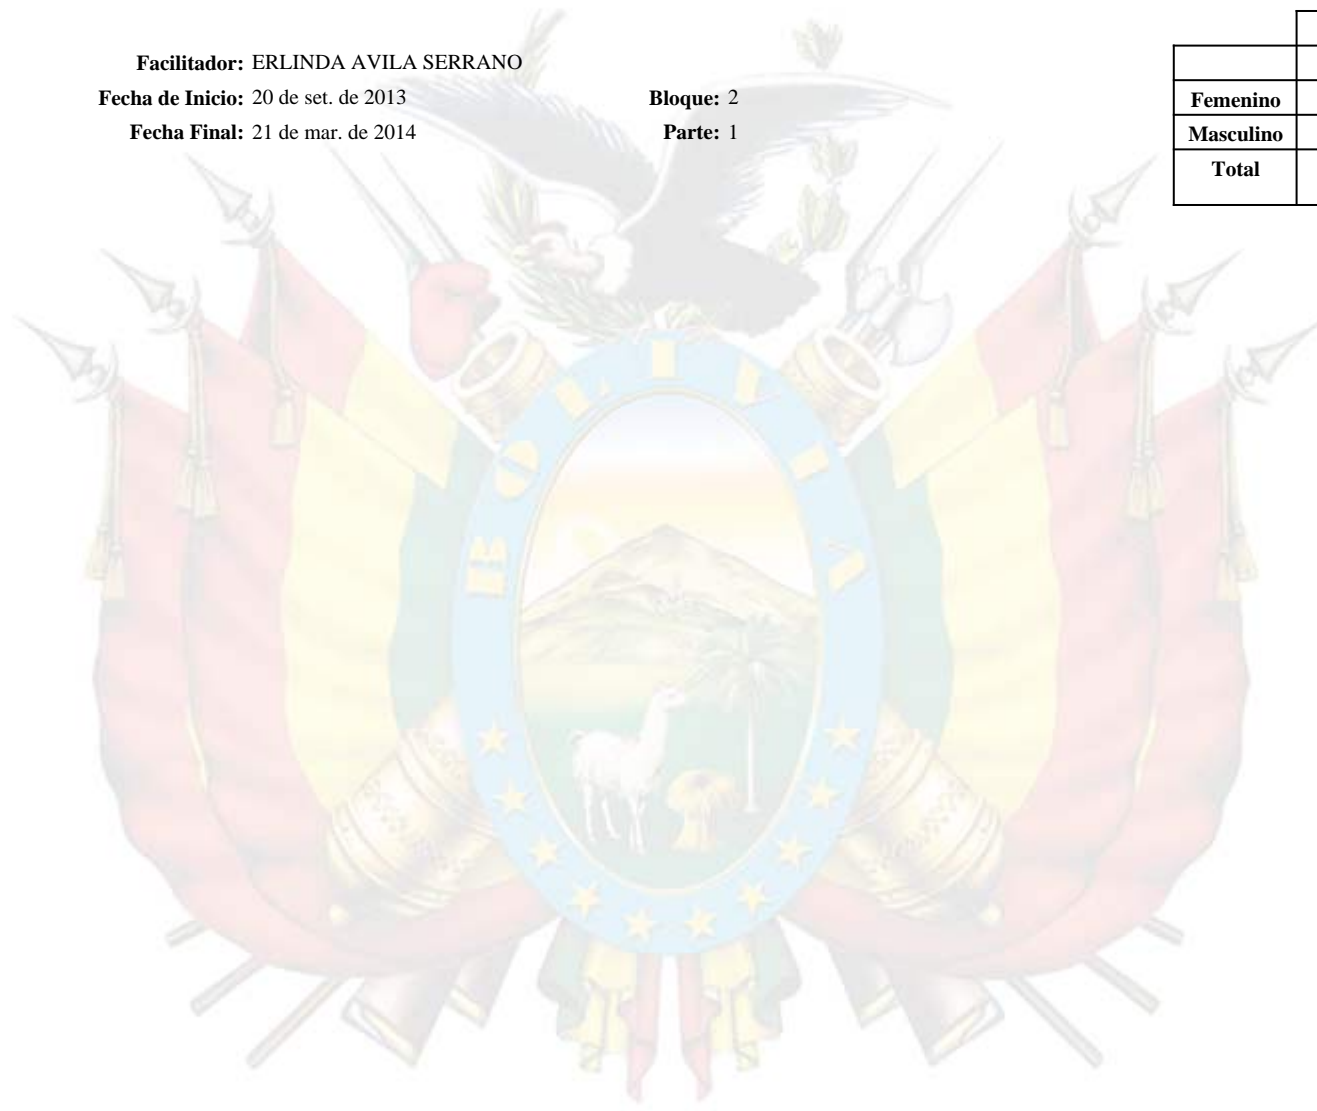 Facilitador: ERLINDA AVILA SERRANO
Fecha de Inicio: 20 de set. de 2013 Bloque: 2
Fecha Final: 21 de mar. de 2014 Parte: 1
Femenino
Masculino
Total
BOLIVIA